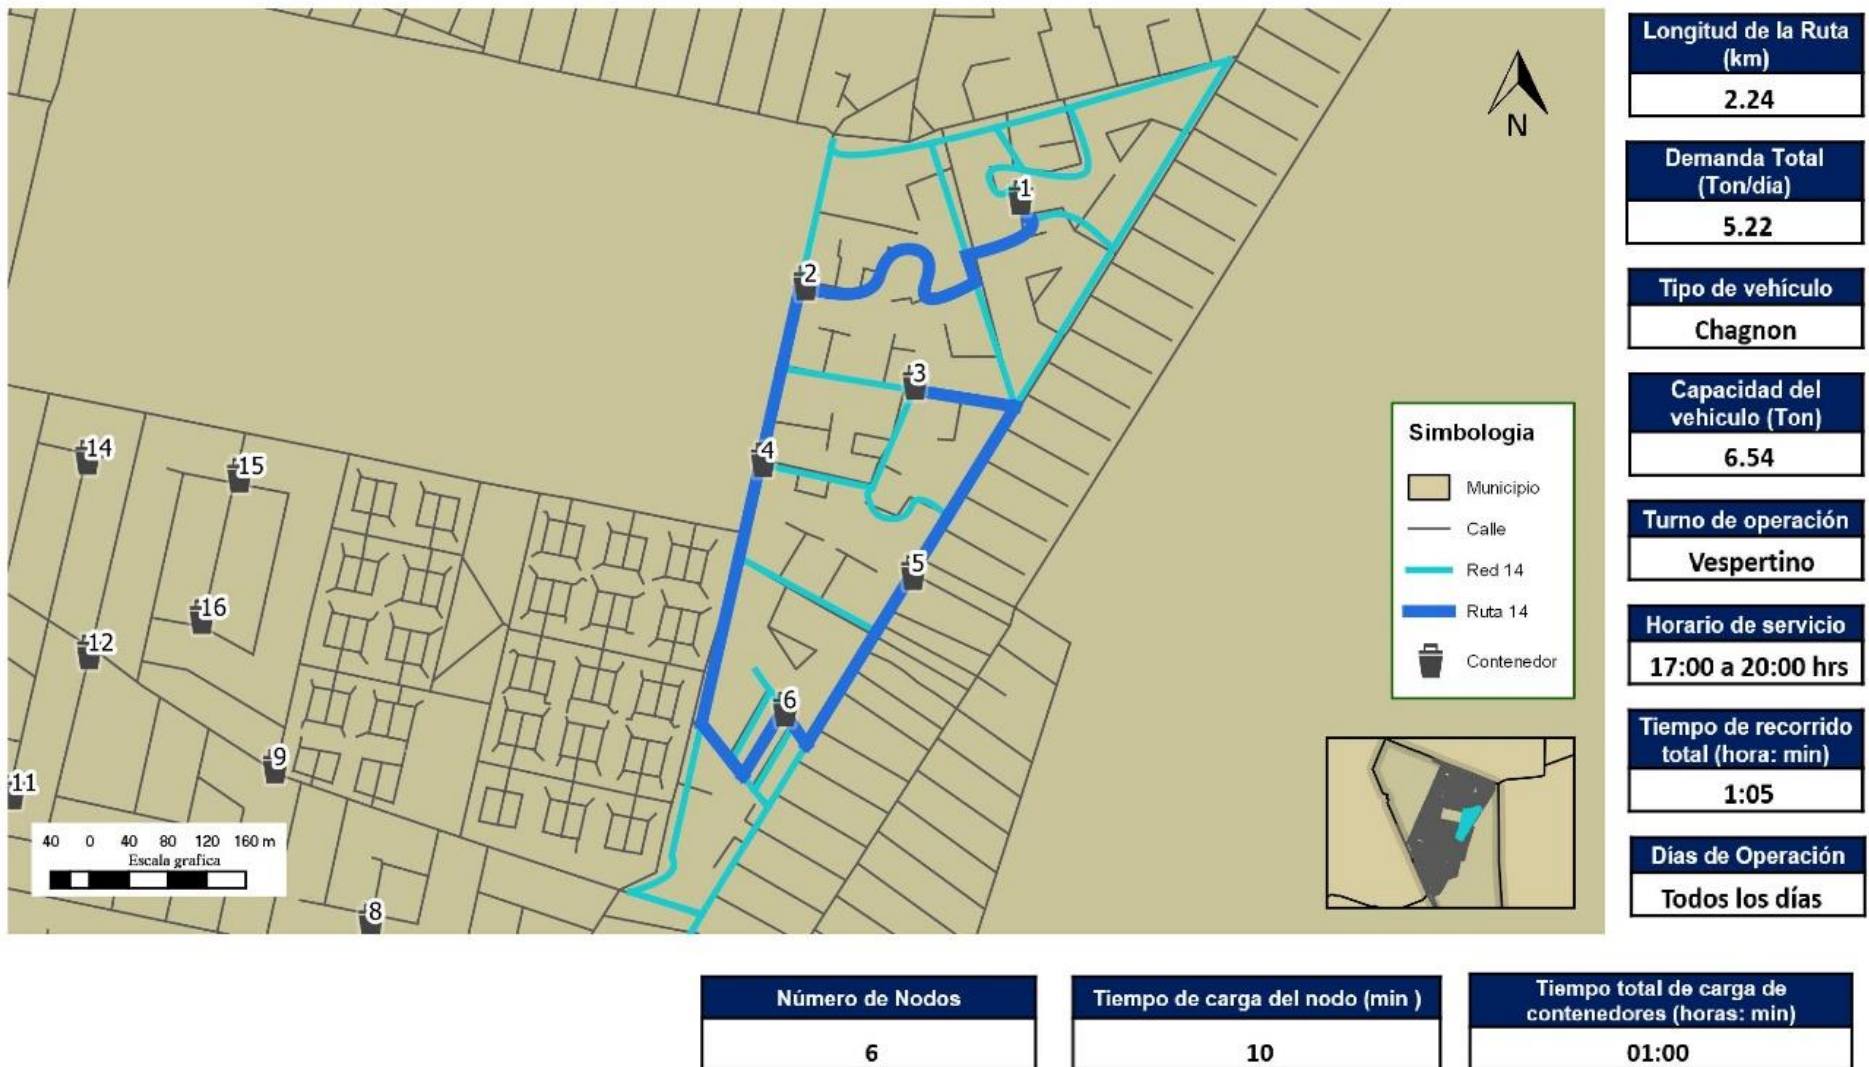 1
2
3
4
5
6
14
15
16
12
9
11
8
N
Simbologia
Municipio
Calle
Red 14
Ruta 14
Contenedor
40 0 40 80 120 160 m
Escala grafica
Longitud de la Ruta
(km)
2.24
Demanda Total
(Ton/dia)
5.22
Tipo de vehículo
Chagnon
Capacidad del
vehiculo (Ton)
6.54
Turno de operación
Vespertino
Horario de servicio
17:00 a 20:00 hrs
Tiempo de recorrido
total (hora: min)
1:05
Días de Operación
Todos los días
Número de Nodos
6
Tiempo de carga del nodo (min )
10
Tiempo total de carga de
contenedores (horas: min)
01:00